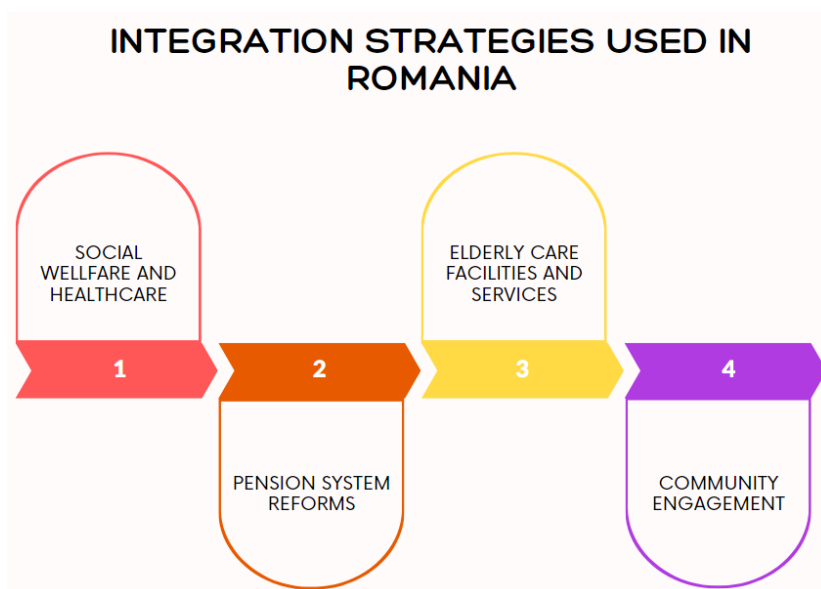 INTEGRATION STRATEGIES USED IN
ROMANIA
SOCIAL
WELLFARE AND
HEALTHCARE
1
2
PENSION SYSTEM
REFORMS
ELDERLY CARE
FACILITIES AND
SERVICES
3
4
COMMUNITY
ENGAGEMENT